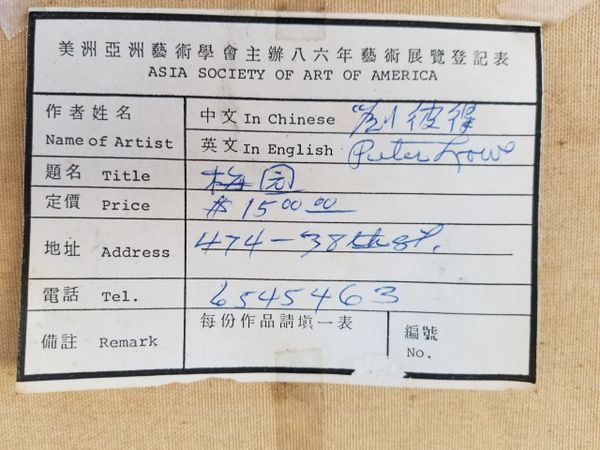 美洲亞洲藝術學會主辦八六年藝術展覽登記表
ASIA SOCIETY OF ART OF AMERICA
作者姓名 中文 In Chinese 劉彼得
Name of Artist 英文 In English Peter Lowe
題名 Title 梅园
定價 Price $1500 00
地址 Address 474-38th St.
電話 Tel. 6545463
備註 Remark 每份作品請填一表 編號
No.